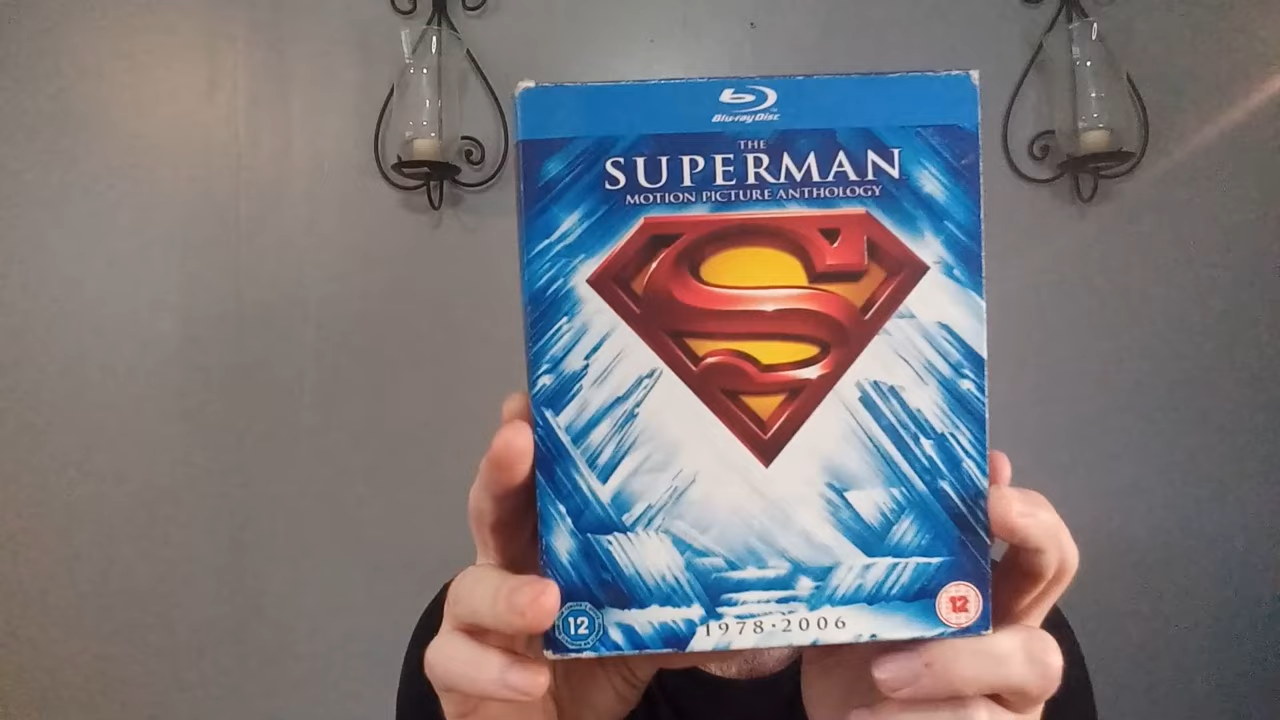 Blu-ray Disc
THE
SUPERMAN
MOTION PICTURE ANTHOLOGY
S
12
12
1978·2006